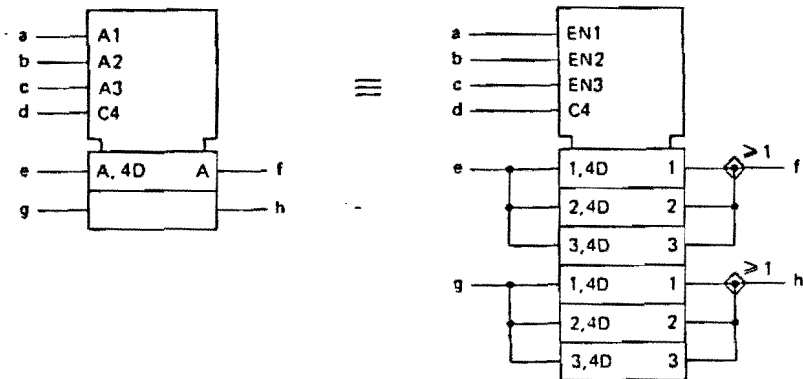 a A1
b A2
c A3
d C4
e A, 4D A f
g h
≡
a EN1
b EN2
c EN3
d C4
e 1,4D 1 ≥1 f
2,4D 2
3,4D 3
g 1,4D 1 ≥1 h
2,4D 2
3,4D 3